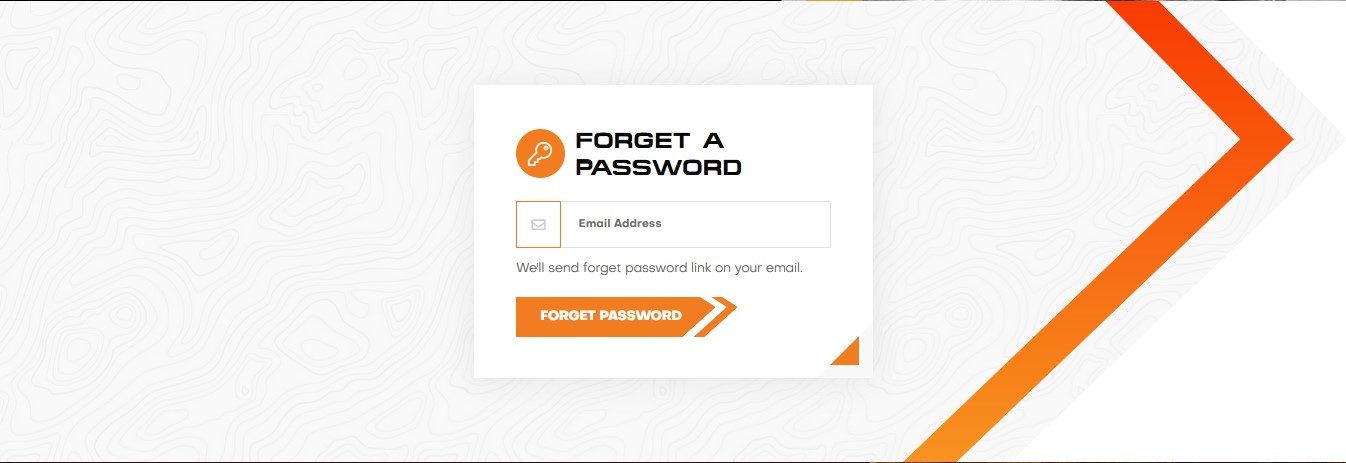 FORGET A
PASSWORD
Email Address
We'll send forget password link on your email.
FORGET PASSWORD